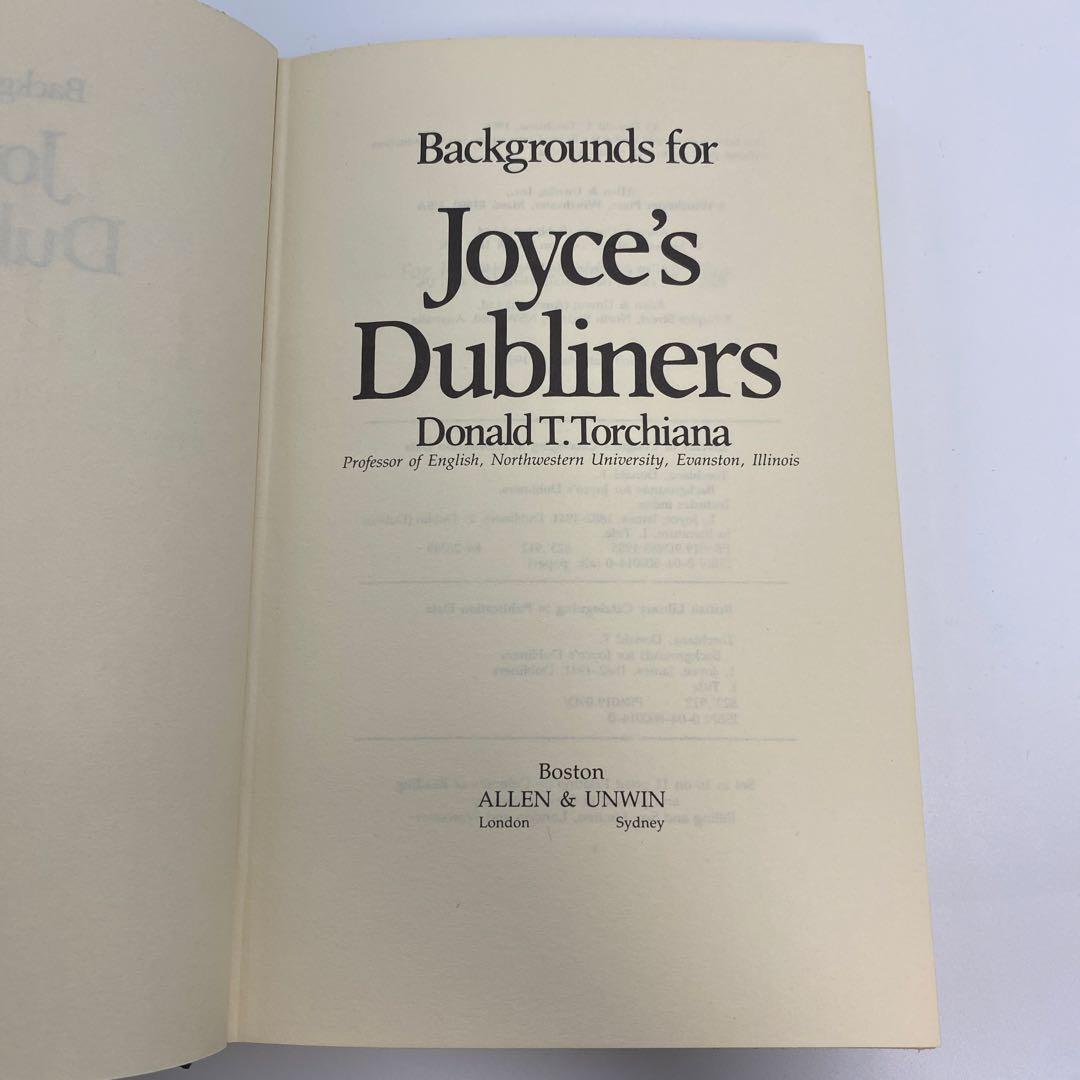 Backgrounds for
Joyce's
Dubliners
Donald T. Torchiana
Professor of English, Northwestern University, Evanston, Illinois
Boston
ALLEN & UNWIN
London Sydney